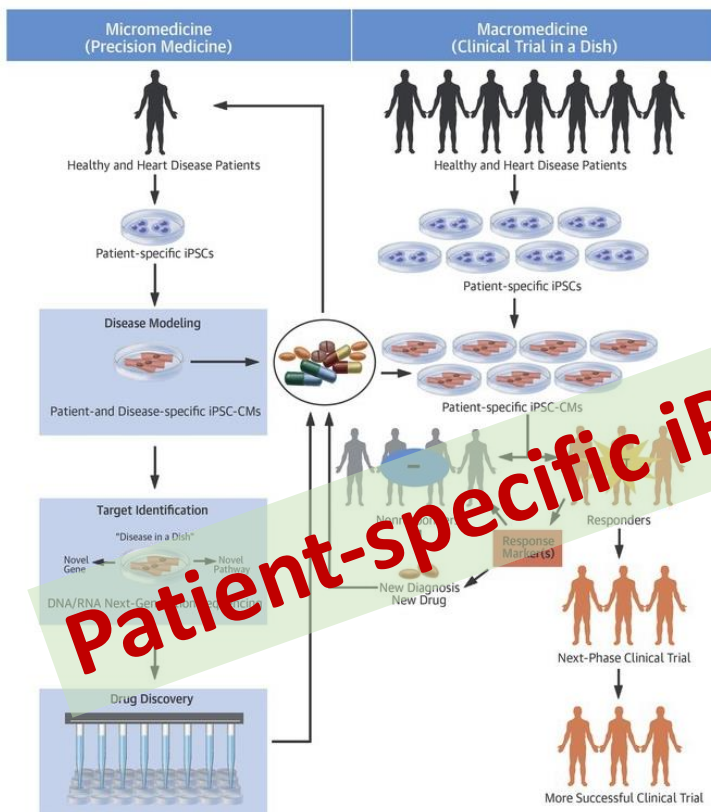 Micromedicine
(Precision Medicine)
Macromedicine
(Clinical Trial in a Dish)
Healthy and Heart Disease Patients
Healthy and Heart Disease Patients
Patient-specific iPSCs
Patient-specific iPSCs
Disease Modeling
Patient-and Disease-specific iPSC-CMs
Patient-specific iPSC-CMs
Target Identification
"Disease in a Dish"
Novel
Gene
Novel
Pathway
DNA/RNA
Responders
Response
Marker(s)
New Diagnosis
New Drug
Patient-specific
Next-Phase Clinical Trial
Drug Discovery
More Successful Clinical Trial